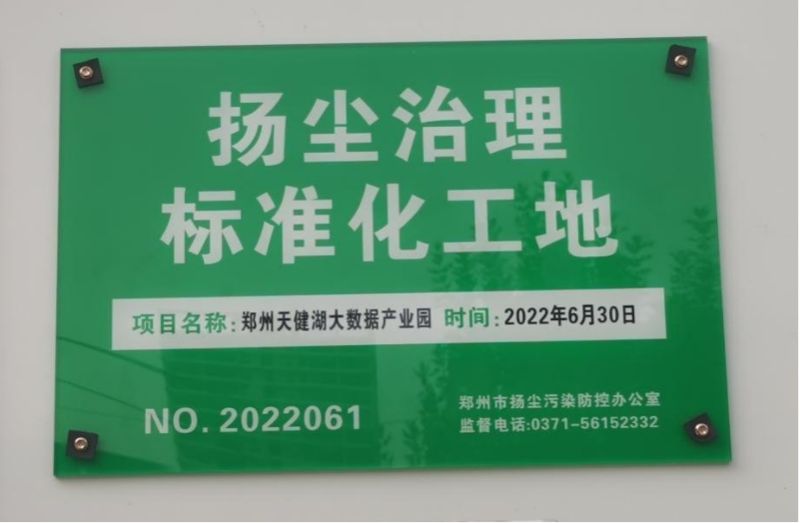 扬尘治理
标准化工地
项目名称:郑州天健湖大数据产业园 时间:2022年6月30日
NO.2022061
郑州市扬尘污染防控办公室
监督电话:0371-56152332